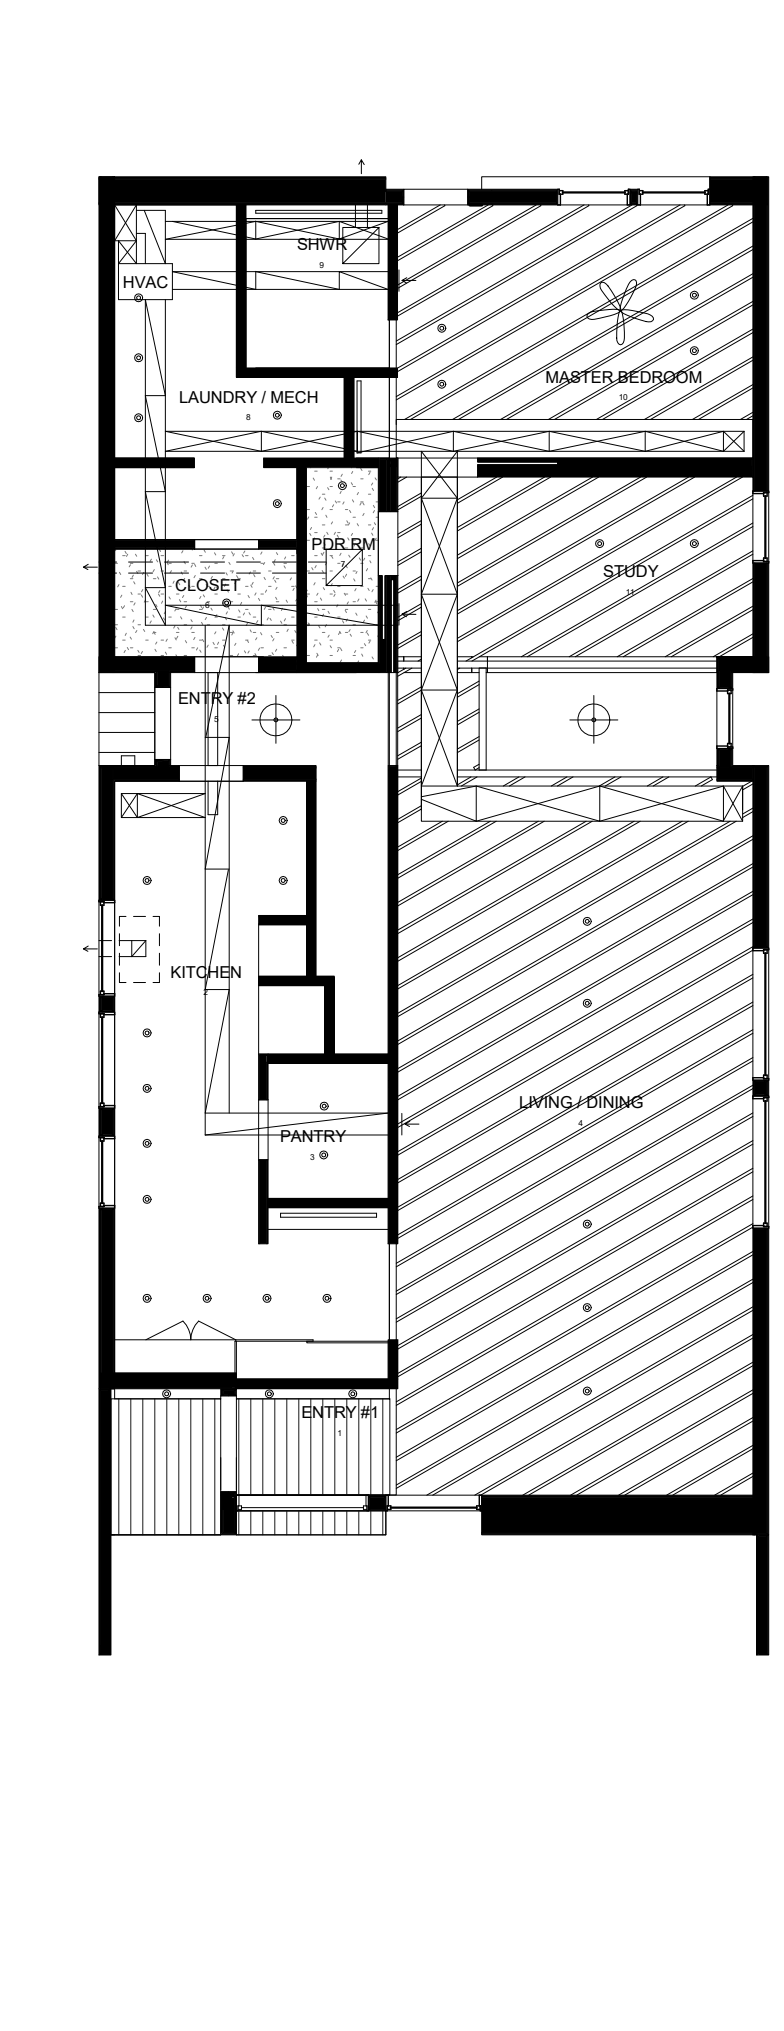 SHWR
9
HVAC
MASTER BEDROOM
10
LAUNDRY / MECH
8
PDR RM
7
STUDY
11
CLOSET
6
ENTRY #2
5
KITCHEN
2
LIVING / DINING
4
PANTRY
3
ENTRY #1
1